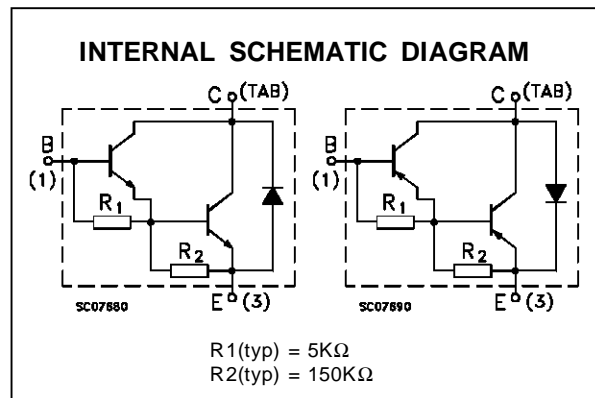 INTERNAL SCHEMATIC DIAGRAM
C (TAB)
B
(1)
R1
R2
SC07680
E (3)
C (TAB)
B
(1)
R1
R2
SC07690
E (3)
R1(typ) = 5KΩ
R2(typ) = 150KΩ